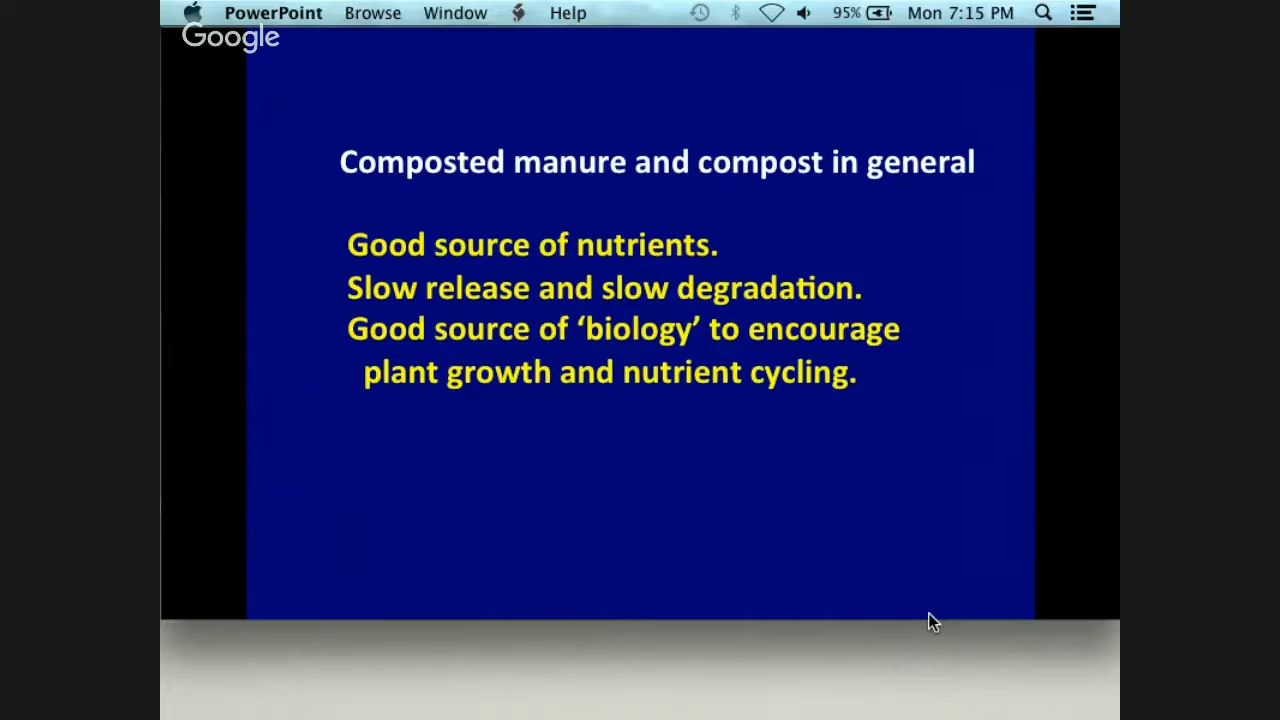 PowerPoint Browse Window Help 95% Mon 7:15 PM
Google
Composted manure and compost in general
Good source of nutrients.
Slow release and slow degradation.
Good source of ‘biology’ to encourage
plant growth and nutrient cycling.